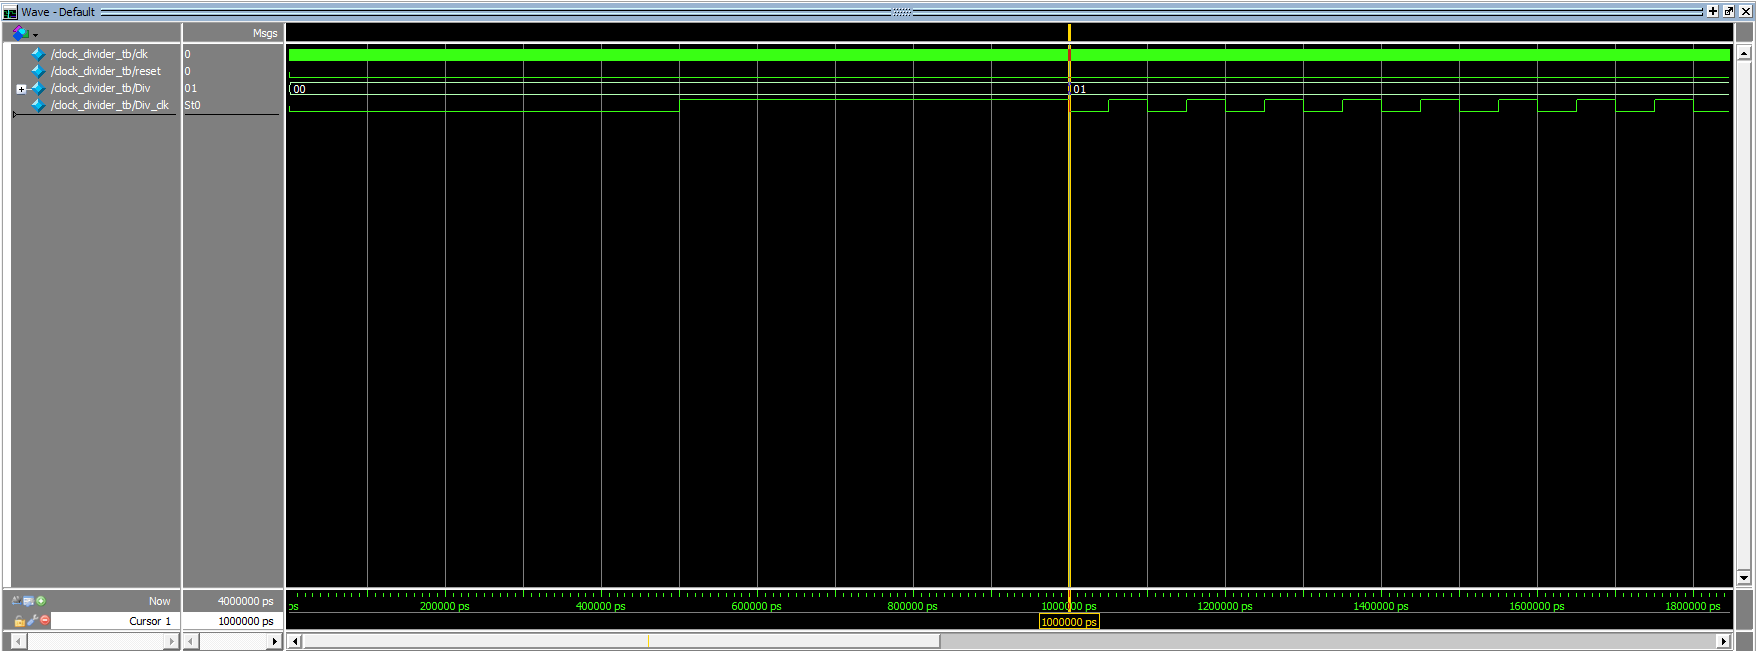 Wave - Default
Msgs
/clock_divider_tb/clk 0
/clock_divider_tb/reset 0
/clock_divider_tb/Div 01 00 01
/clock_divider_tb/Div_clk St0
Now 4000000 ps ps 200000 ps 400000 ps 600000 ps 800000 ps 1000000 ps 1200000 ps 1400000 ps 1600000 ps 1800000 ps
Cursor 1 1000000 ps 1000000 ps